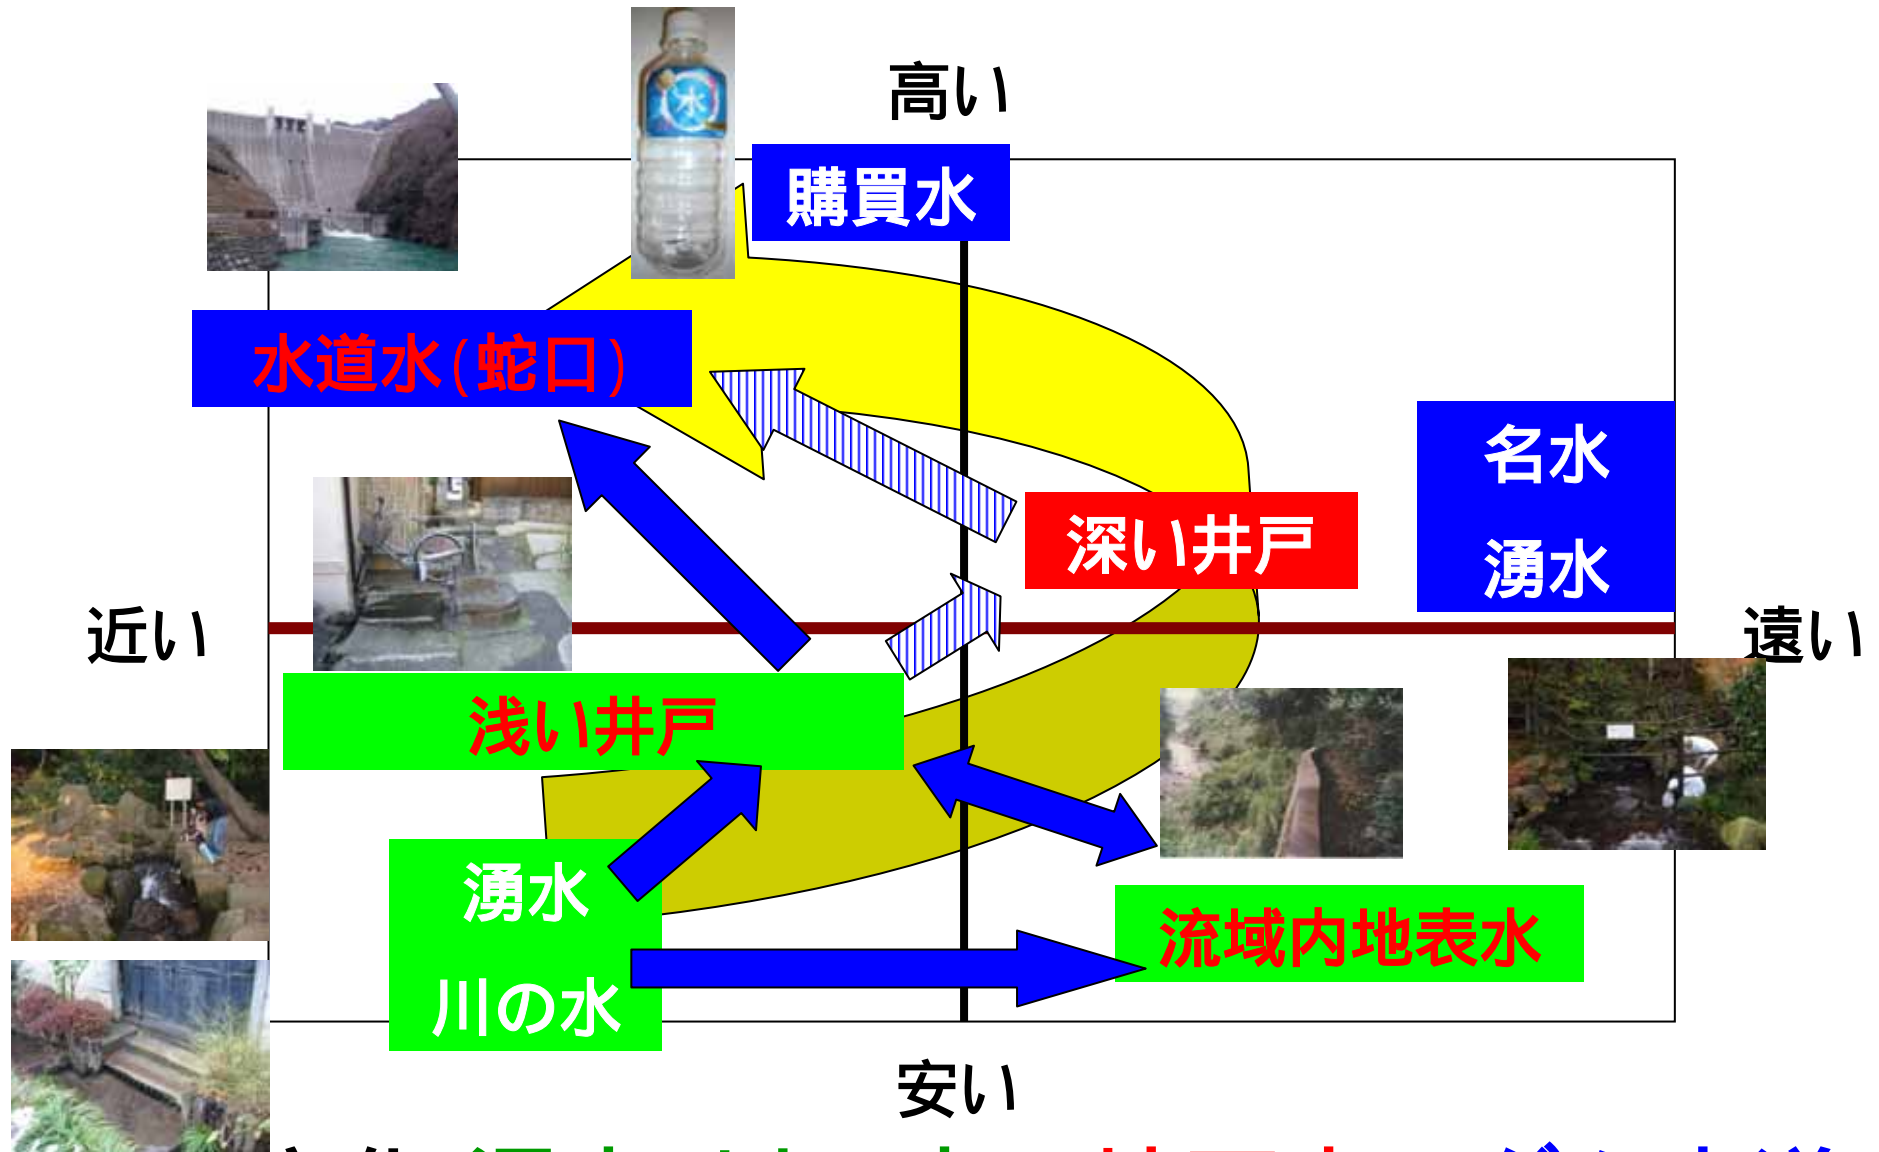 高い
水
購買水
水道水(蛇口)
名水
湧水
深い井戸
近い
遠い
浅い井戸
湧水
川の水
流域内地表水
安い